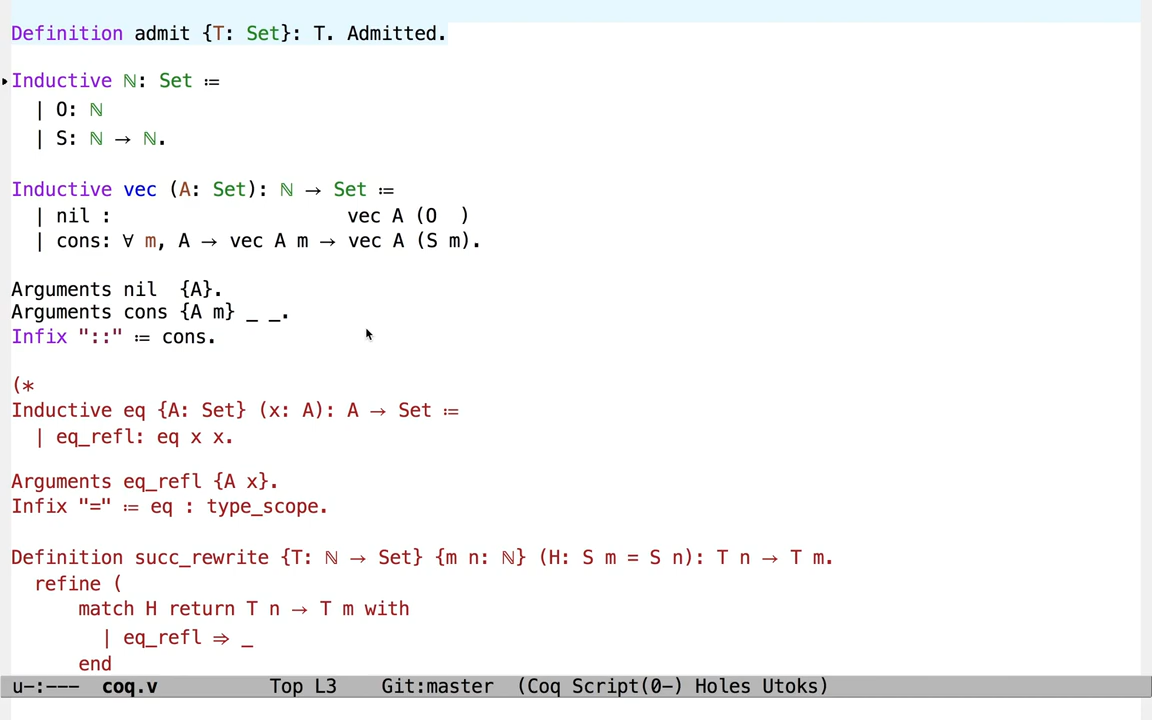 Definition admit {T: Set}: T. Admitted.
Inductive ℕ: Set ≔
  | O: ℕ
  | S: ℕ → ℕ.
Inductive vec (A: Set): ℕ → Set ≔
  | nil :                     vec A (O  )
  | cons: ∀ m, A → vec A m → vec A (S m).
Arguments nil  {A}.
Arguments cons {A m} _ _.
Infix "::" ≔ cons.
(*
Inductive eq {A: Set} (x: A): A → Set ≔
  | eq_refl: eq x x.
Arguments eq_refl {A x}.
Infix "=" ≔ eq : type_scope.
Definition succ_rewrite {T: ℕ → Set} {m n: ℕ} (H: S m = S n): T n → T m.
  refine (
      match H return T n → T m with
        | eq_refl ⇒ _
      end
u-:---  coq.v          Top L3    Git:master  (Coq Script(0-) Holes Utoks)